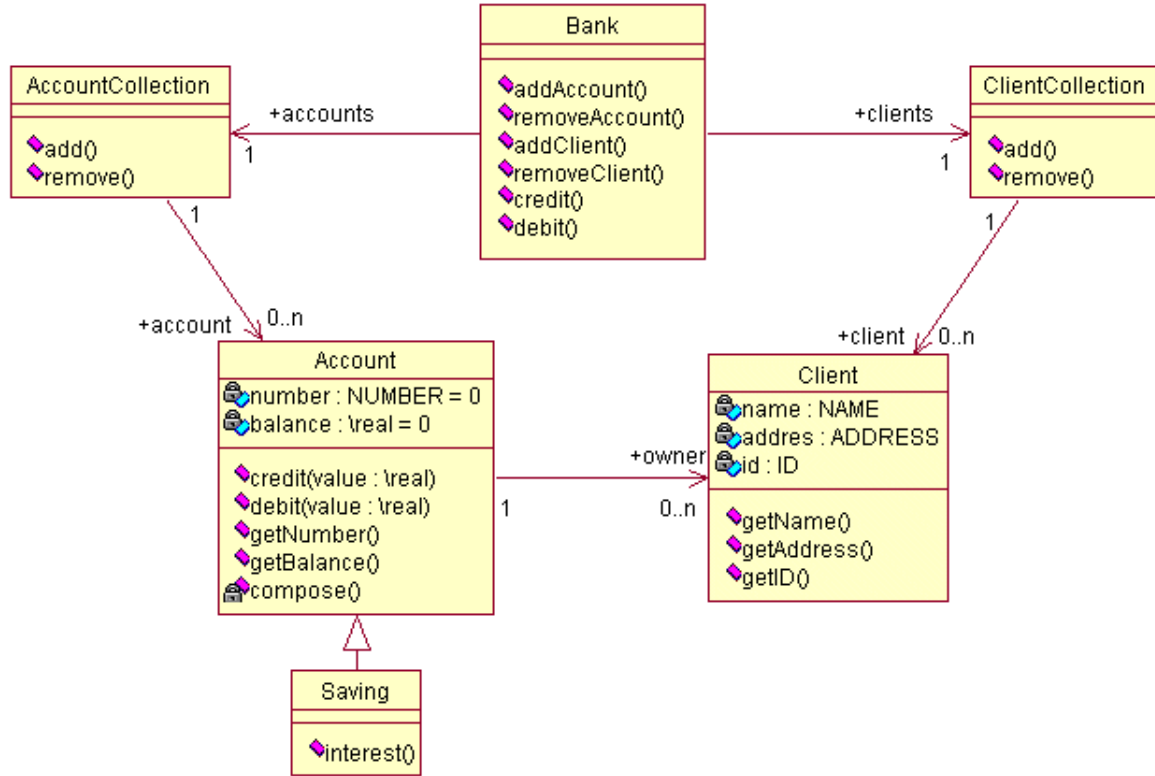 Bank
addAccount()
removeAccount()
addClient()
removeClient()
credit()
debit()
AccountCollection
add()
remove()
+accounts
1
+clients
1
ClientCollection
add()
remove()
1
+account
0..n
1
+client
0..n
Account
number : NUMBER = 0
balance : \real = 0
credit(value : \real)
debit(value : \real)
getNumber()
getBalance()
compose()
+owner
1
0..n
Client
name : NAME
addres : ADDRESS
id : ID
getName()
getAddress()
getID()
Saving
interest()